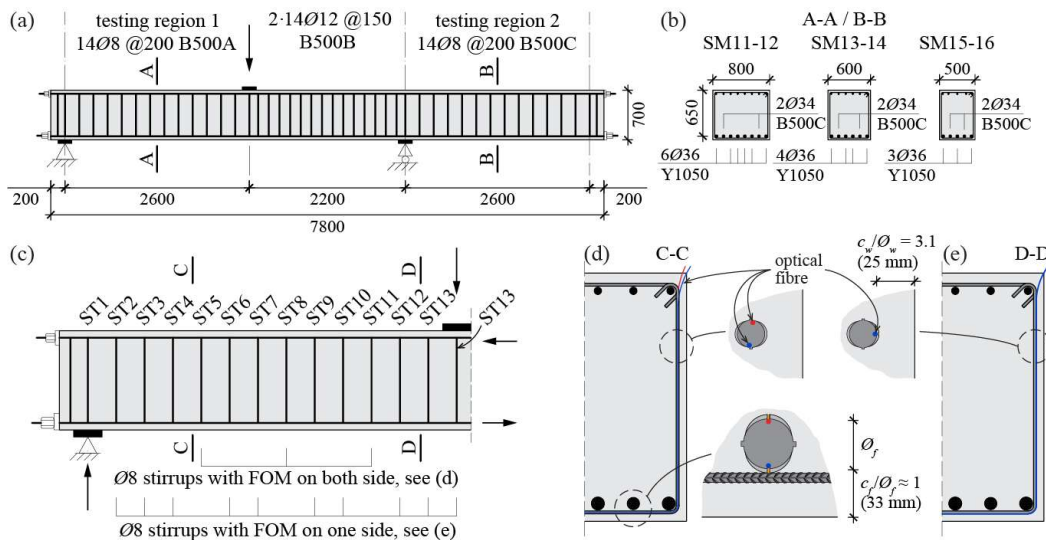 (a)
testing region 1
14Ø8 @200 B500A
2·14Ø12 @150
B500B
testing region 2
14Ø8 @200 B500C
A
B
700
A
B
200
2600
2200
2600
200
7800
(b)
A-A / B-B
SM11-12
SM13-14
SM15-16
800
600
500
650
2Ø34
B500C
2Ø34
B500C
2Ø34
B500C
6Ø36
Y1050
4Ø36
Y1050
3Ø36
Y1050
(c)
C
D
ST1
ST2
ST3
ST4
ST5
ST6
ST7
ST8
ST9
ST10
ST11
ST12
ST13
ST13
C
D
Ø8 stirrups with FOM on both side, see (d)
Ø8 stirrups with FOM on one side, see (e)
(d)
C-C
optical
fibre
c_w/Ø_w = 3.1
(25 mm)
Ø_f
c_f/Ø_f ≈ 1
(33 mm)
(e)
D-D